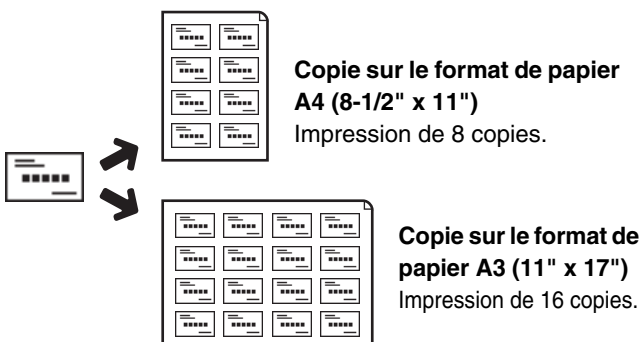 Copie sur le format de papier
A4 (8-1/2" x 11")
Impression de 8 copies.
Copie sur le format de
papier A3 (11" x 17")
Impression de 16 copies.